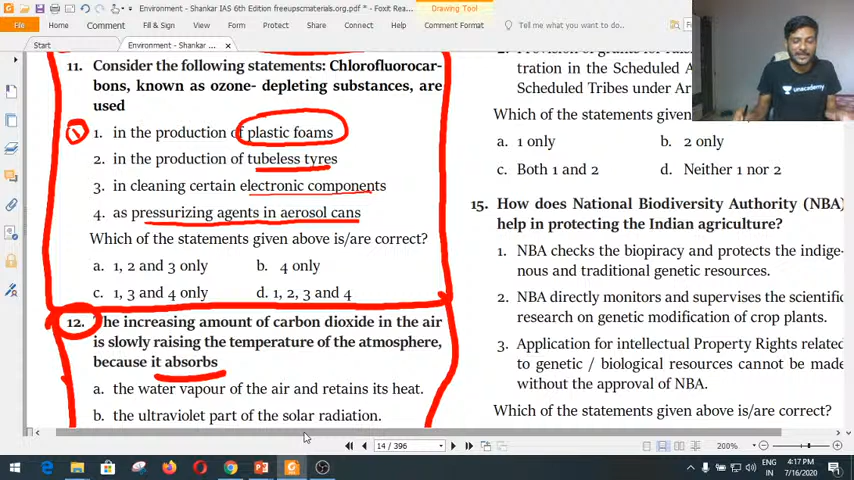 Environment - Shankar IAS 6th Edition freeupscmaterials.org.pdf * - Foxit Rea...
Drawing Tool
File
Home
Comment
Fill & Sign
Protect
Comment Format
Tell me what you want to do...
Find
Start
Environment - Shankar ...
11. Consider the following statements: Chlorofluorocar-
bons, known as ozone- depleting substances, are
used
1. in the production of plastic foams
2. in the production of tubeless tyres
3. in cleaning certain electronic components
4. as pressurizing agents in aerosol cans
Which of the statements given above is/are correct?
a. 1, 2 and 3 only
b. 4 only
c. 1, 3 and 4 only
d. 1, 2, 3 and 4
12. The increasing amount of carbon dioxide in the air
is slowly raising the temperature of the atmosphere,
because it absorbs
a. the water vapour of the air and retains its heat.
b. the ultraviolet part of the solar radiation.
tration in the Scheduled A
Scheduled Tribes under Ar
Which of the statements given
a. 1 only
b. 2 only
c. Both 1 and 2
d. Neither 1 nor 2
15. How does National Biodiversity Authority (NBA)
help in protecting the Indian agriculture?
1. NBA checks the biopiracy and protects the indige-
nous and traditional genetic resources.
2. NBA directly monitors and supervises the scientific
research on genetic modification of crop plants.
3. Application for intellectual Property Rights related
to genetic / biological resources cannot be made
without the approval of NBA.
Which of the statements given above is/are correct?
unacademy
14 / 396
200%
ENG
IN
4:17 PM
7/16/2020